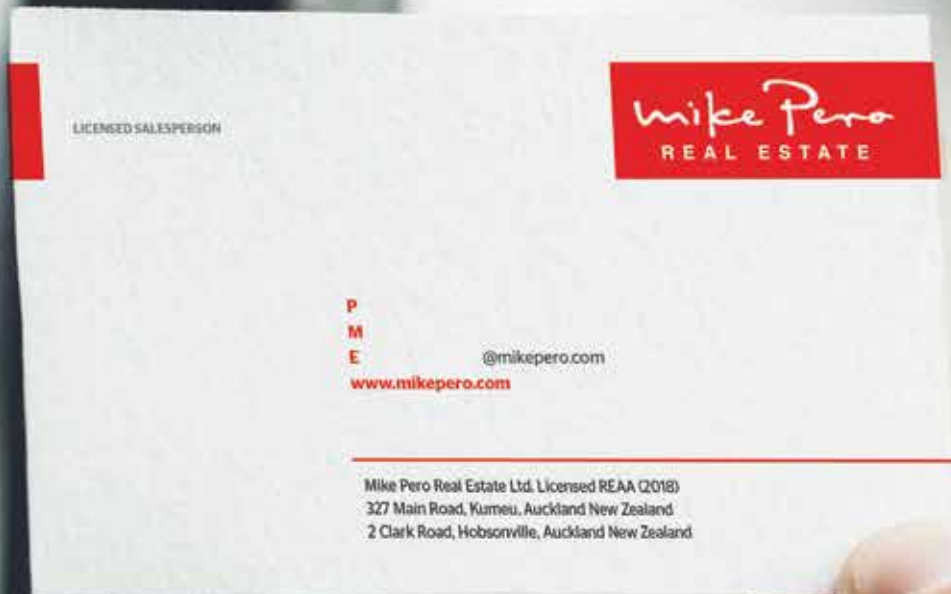 LICENSED SALESPERSON
mike Pero
REAL ESTATE
P
M
E @mikepero.com
www.mikepero.com
Mike Pero Real Estate Ltd. Licensed REAA (2018)
327 Main Road, Kumeu, Auckland New Zealand
2 Clark Road, Hobsonville, Auckland New Zealand